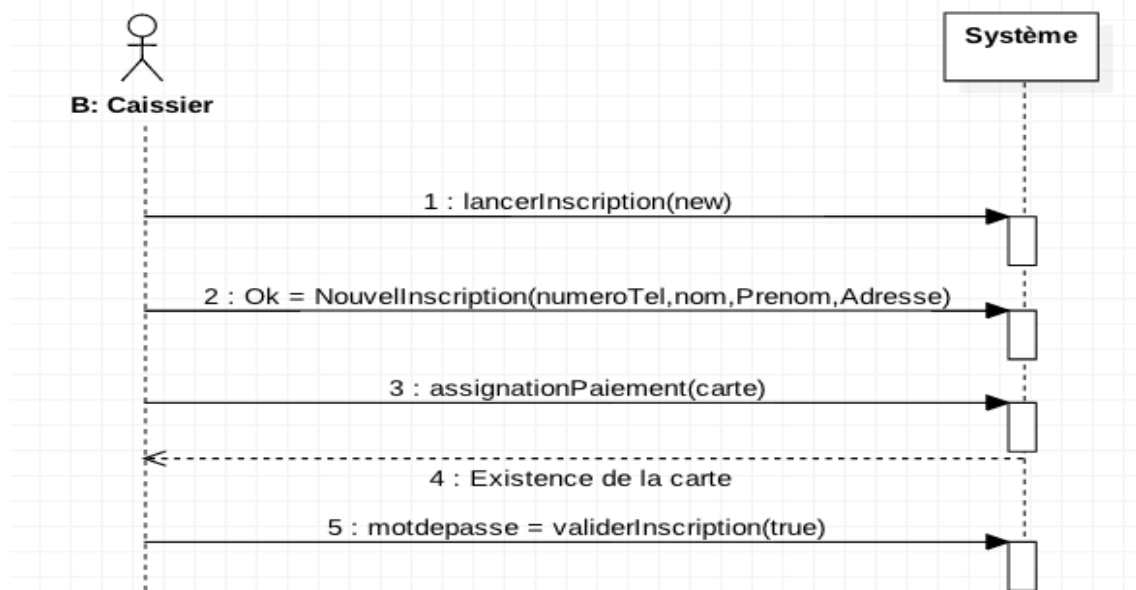 Système
B: Caissier
1 : lancerInscription(new)
2 : Ok = NouvelInscription(numeroTel,nom,Prenom,Adresse)
3 : assignationPaiement(carte)
4 : Existence de la carte
5 : motdepasse = validerInscription(true)